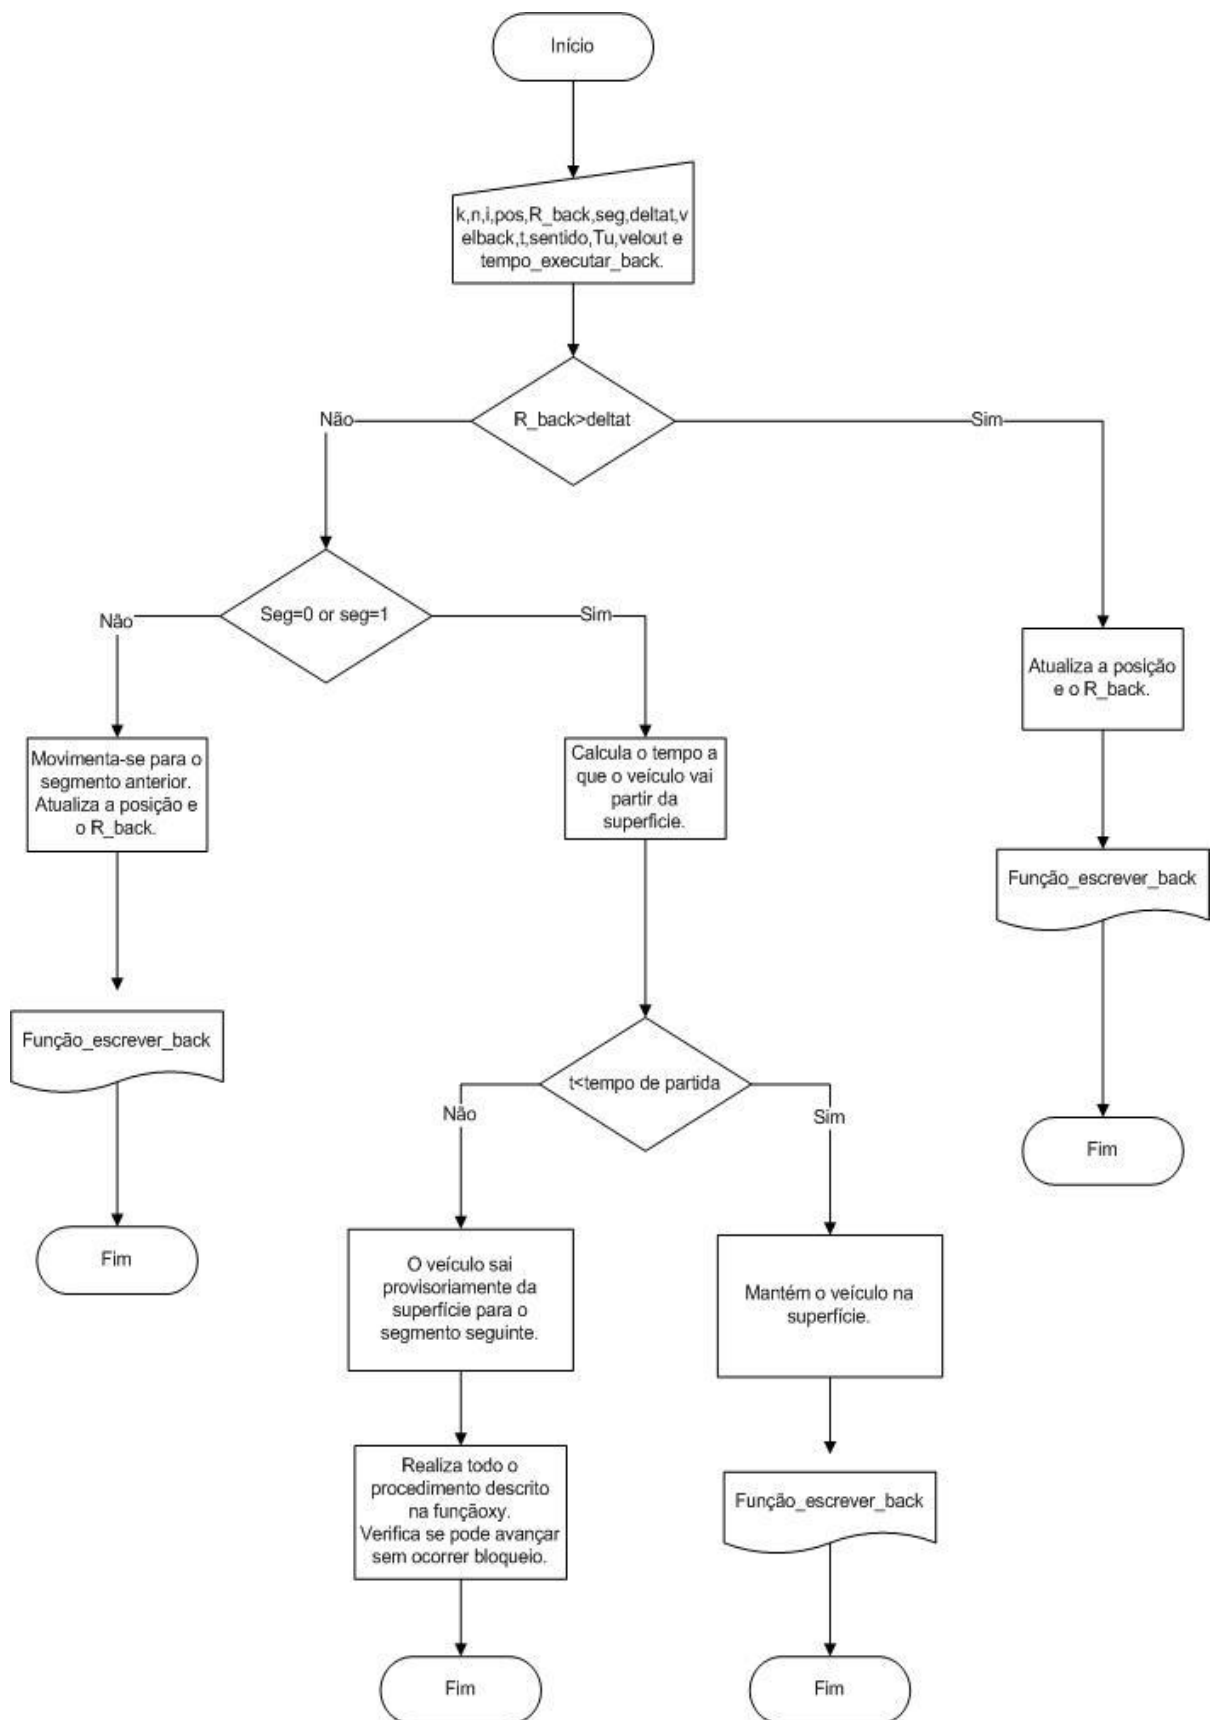 Início
k,n,i,pos,R_back,seg,deltat,v
elback,t,sentido,Tu,velout e
tempo_executar_back.
R_back>deltat
Não
Sim
Seg=0 or seg=1
Não
Sim
Atualiza a posição
e o R_back.
Movimenta-se para o
segmento anterior.
Atualiza a posição e
o R_back.
Calcula o tempo a
que o veículo vai
partir da
superficie.
Função_escrever_back
Função_escrever_back
t<tempo de partida
Não
Sim
Fim
Fim
O veículo sai
provisoriamente da
superfície para o
segmento seguinte.
Mantém o veículo na
superfície.
Realiza todo o
procedimento descrito
na funçãoxy.
Verifica se pode avançar
sem ocorrer bloqueio.
Função_escrever_back
Fim
Fim